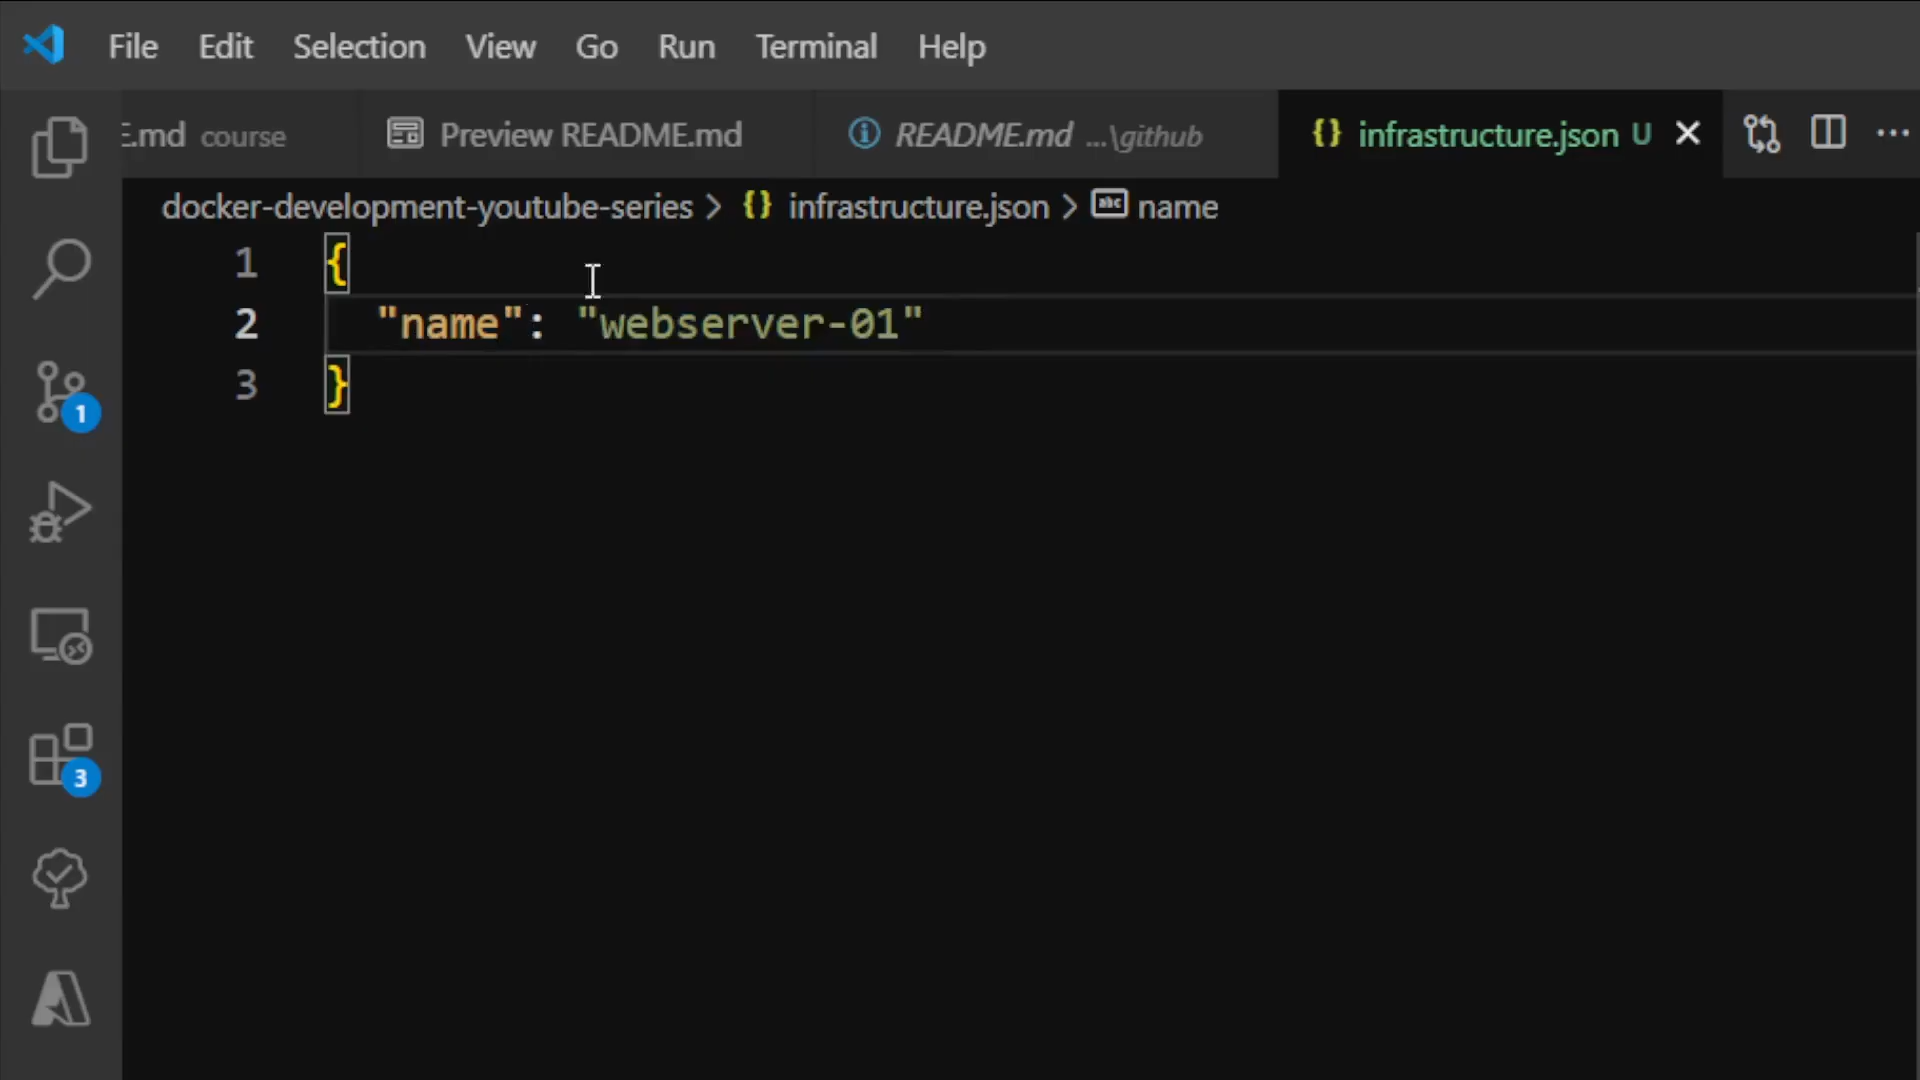 File Edit Selection View Go Run Terminal Help
E.md course Preview README.md README.md ...\github {} infrastructure.json U
docker-development-youtube-series > {} infrastructure.json > abc name
1 {
2 "name": "webserver-01"
3 }
1
3